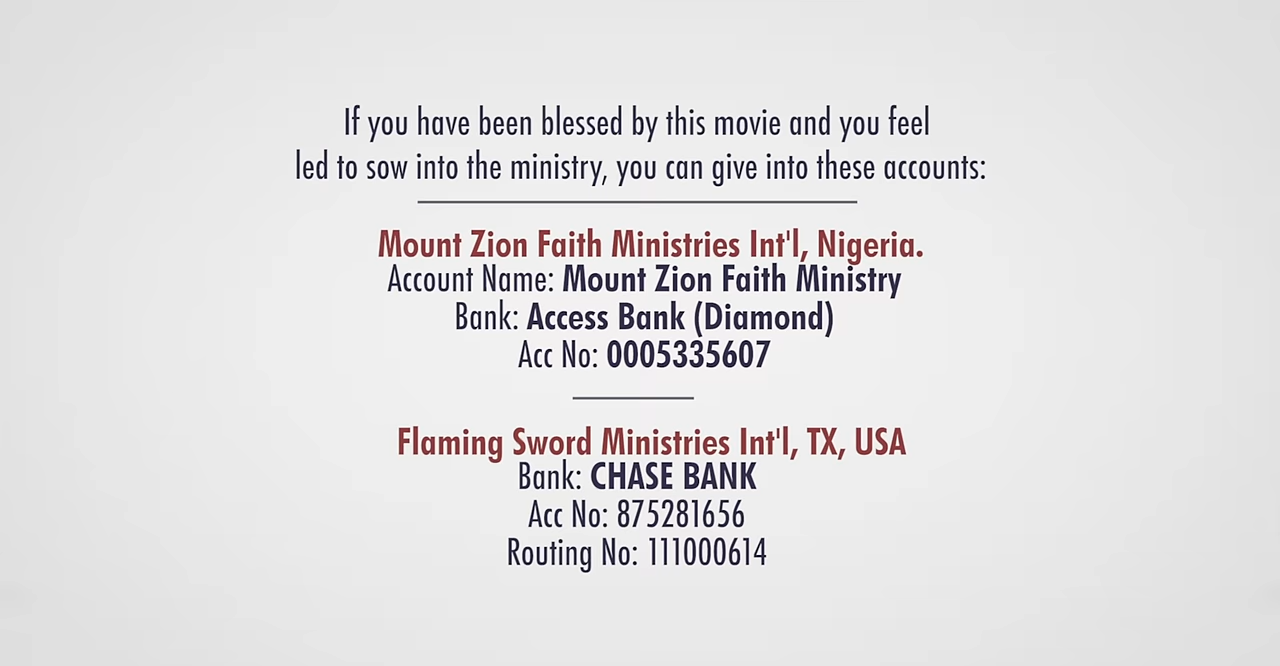 If you have been blessed by this movie and you feel
led to sow into the ministry, you can give into these accounts:
Mount Zion Faith Ministries Int'l, Nigeria.
Account Name: Mount Zion Faith Ministry
Bank: Access Bank (Diamond)
Acc No: 0005335607
Flaming Sword Ministries Int'l, TX, USA
Bank: CHASE BANK
Acc No: 875281656
Routing No: 111000614